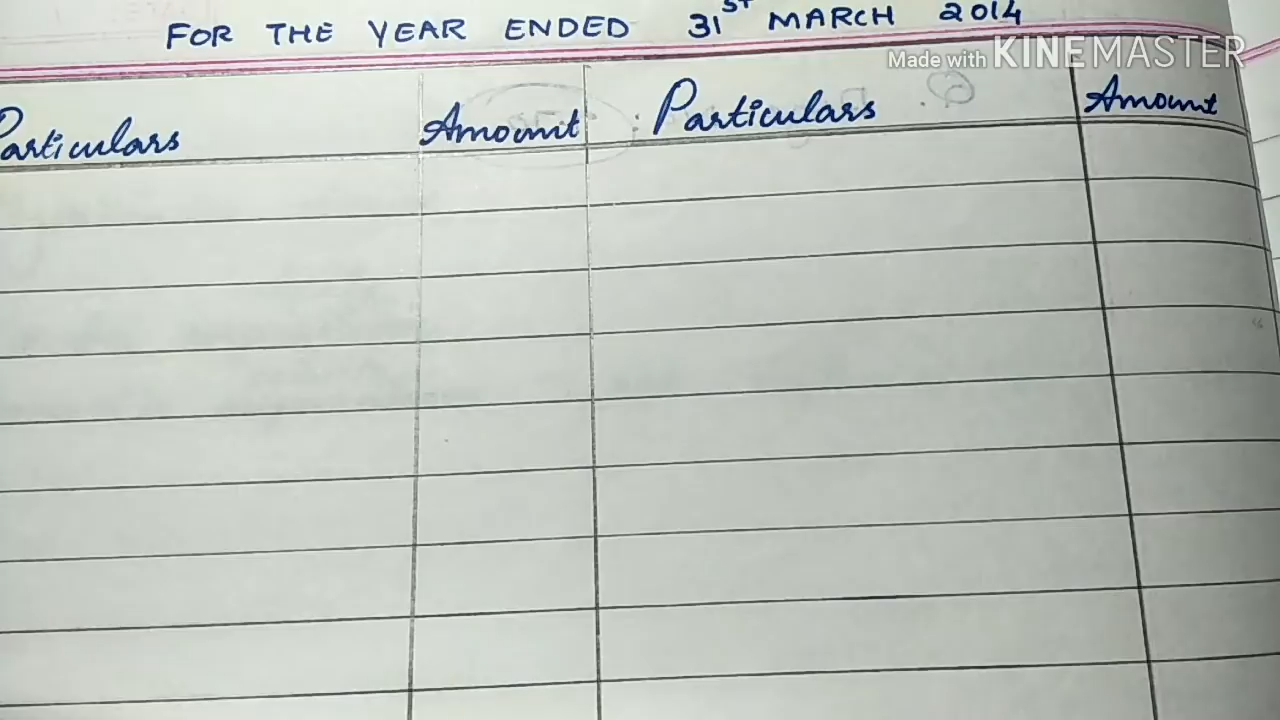 FOR THE YEAR ENDED 31ST MARCH 2014
Made with KINEMASTER
Particulars Amount Particulars Amount